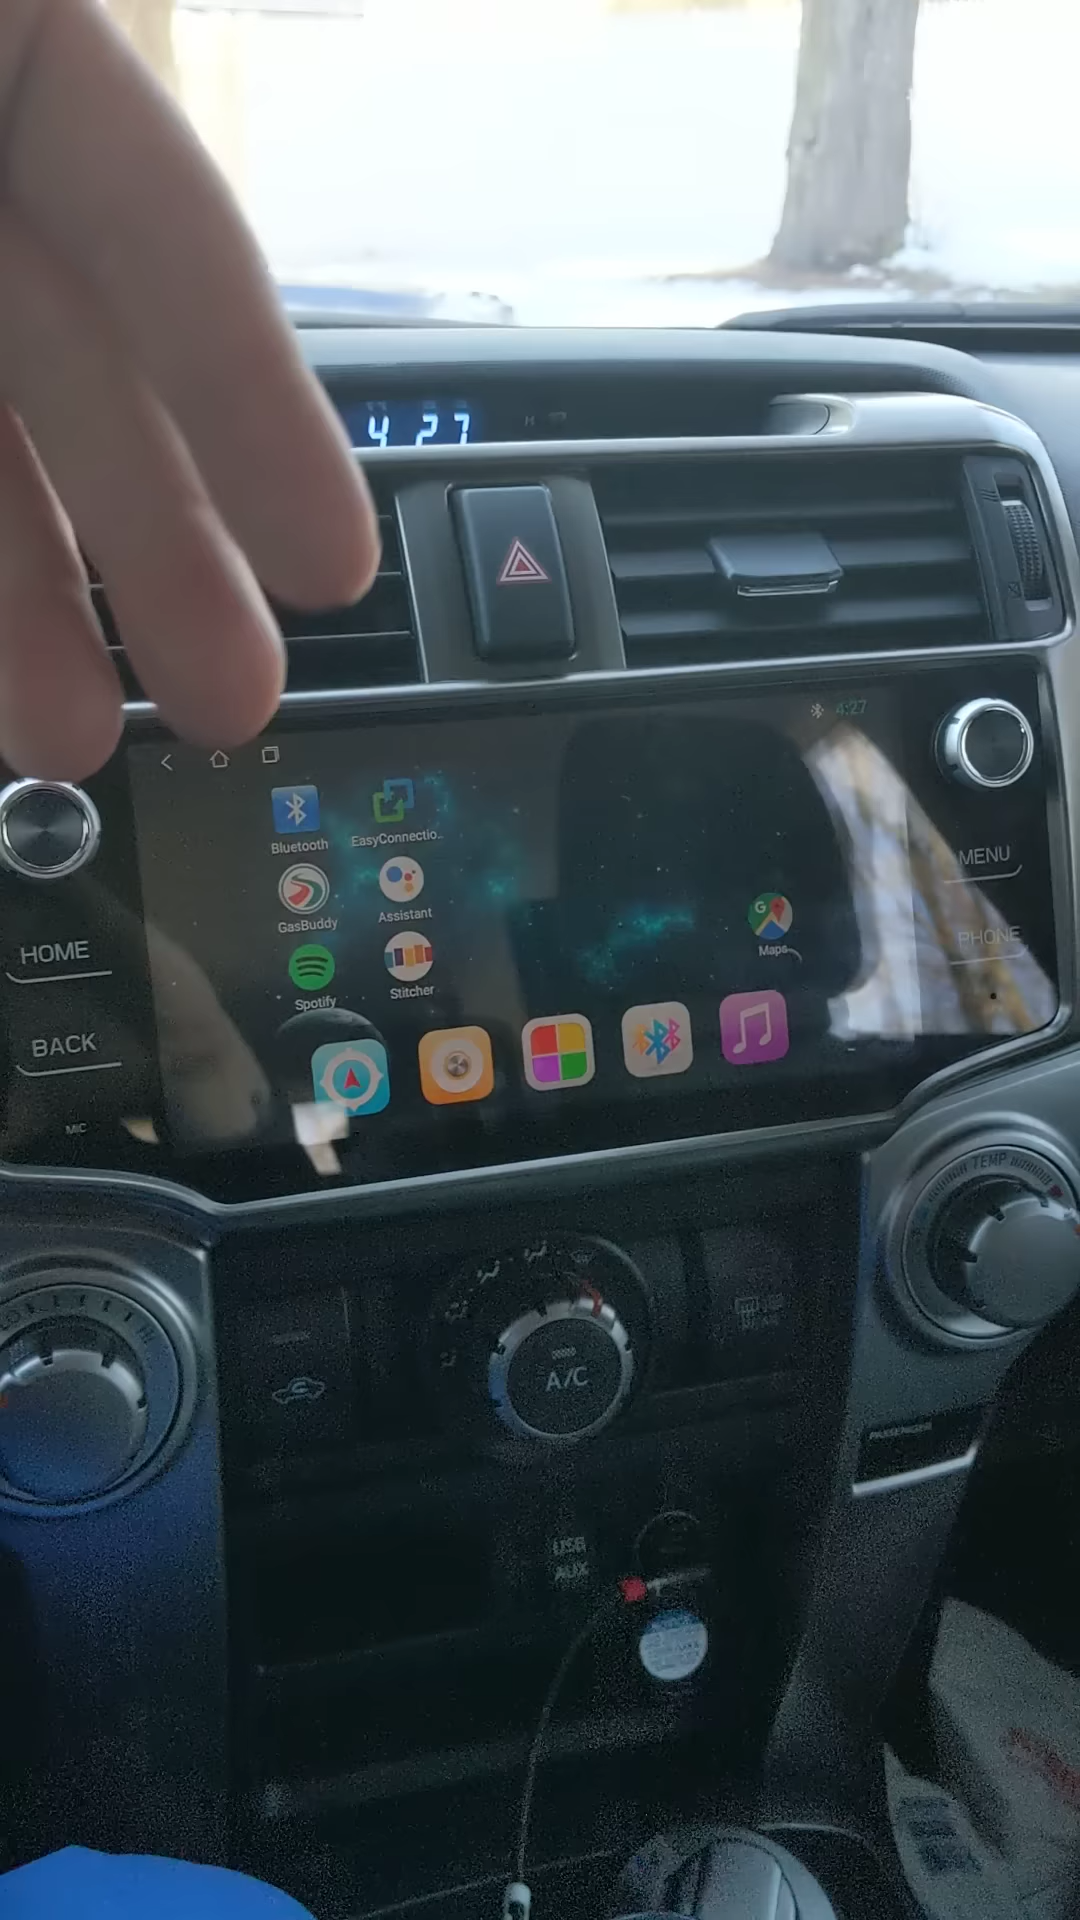 4 27
4:27
Bluetooth
EasyConnectio..
GasBuddy
Assistant
Spotify
Stitcher
G
Maps
HOME
BACK
MIC
MENU
PHONE
TEMP
A/C
PASSENGER
USB
AUX